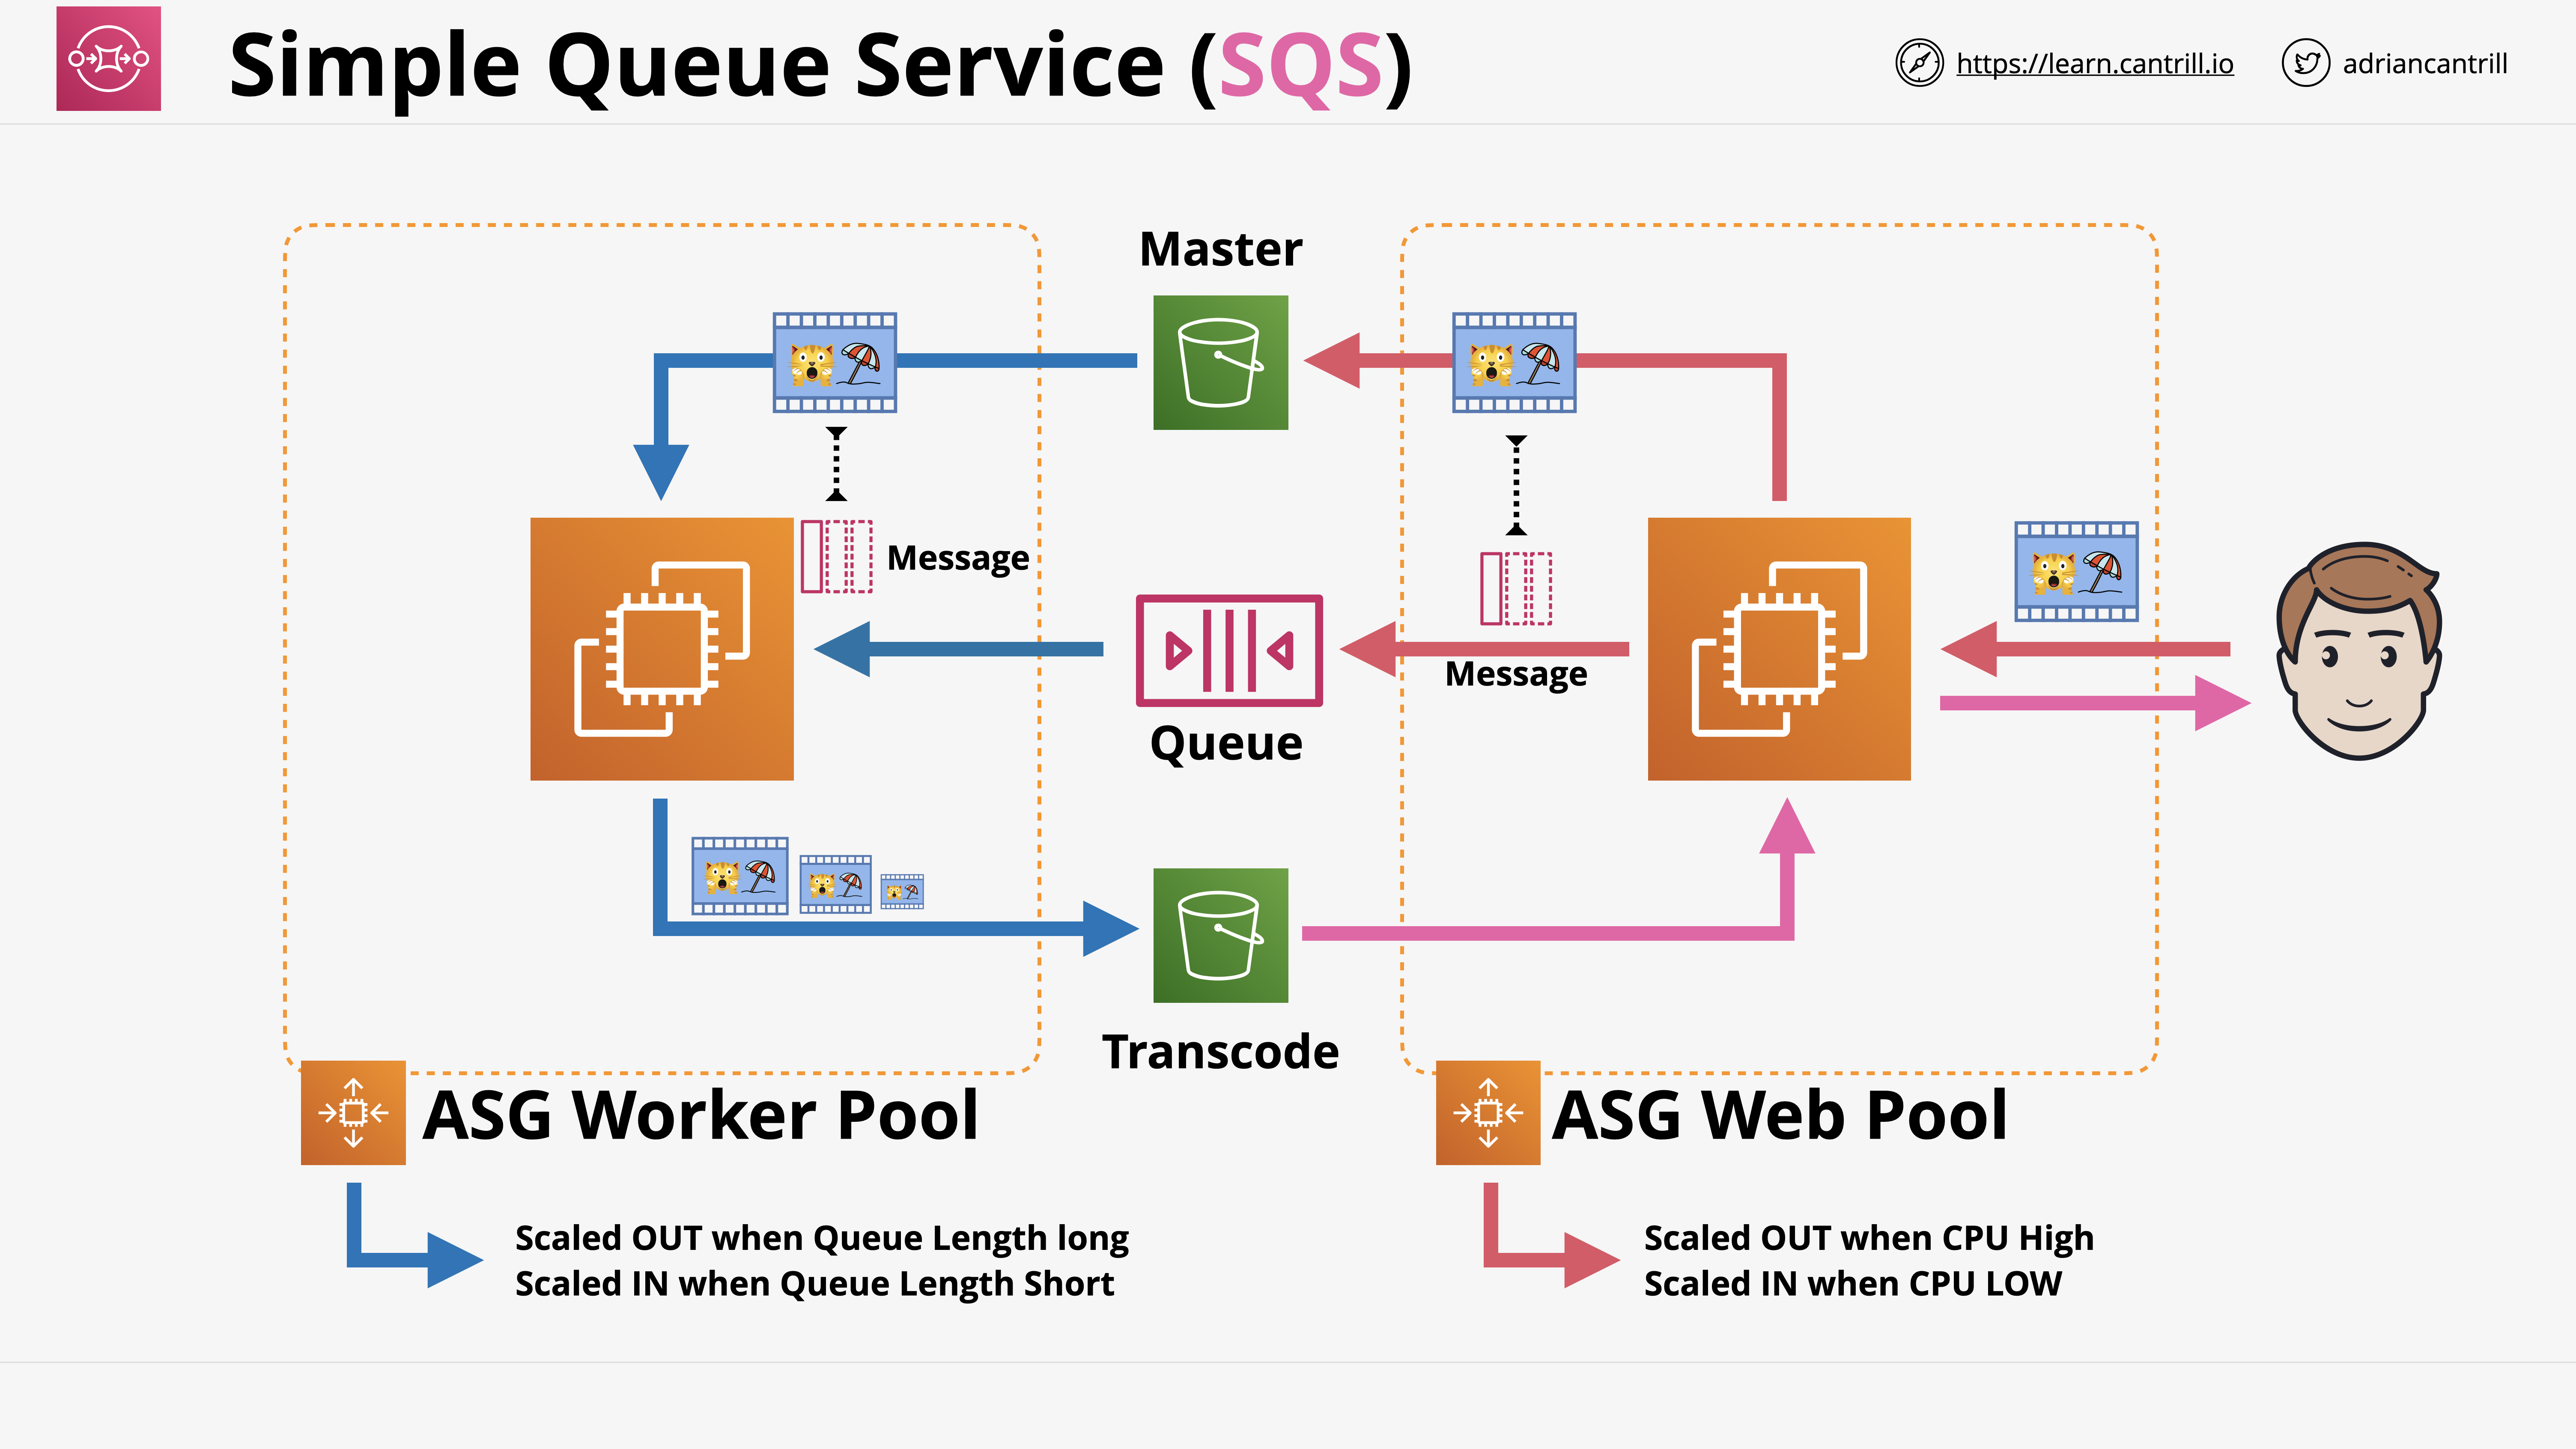 Simple Queue Service (SQS)
https://learn.cantrill.io
adriancantrill
Master
Message
Message
Queue
Transcode
ASG Worker Pool
ASG Web Pool
Scaled OUT when Queue Length long
Scaled IN when Queue Length Short
Scaled OUT when CPU High
Scaled IN when CPU LOW